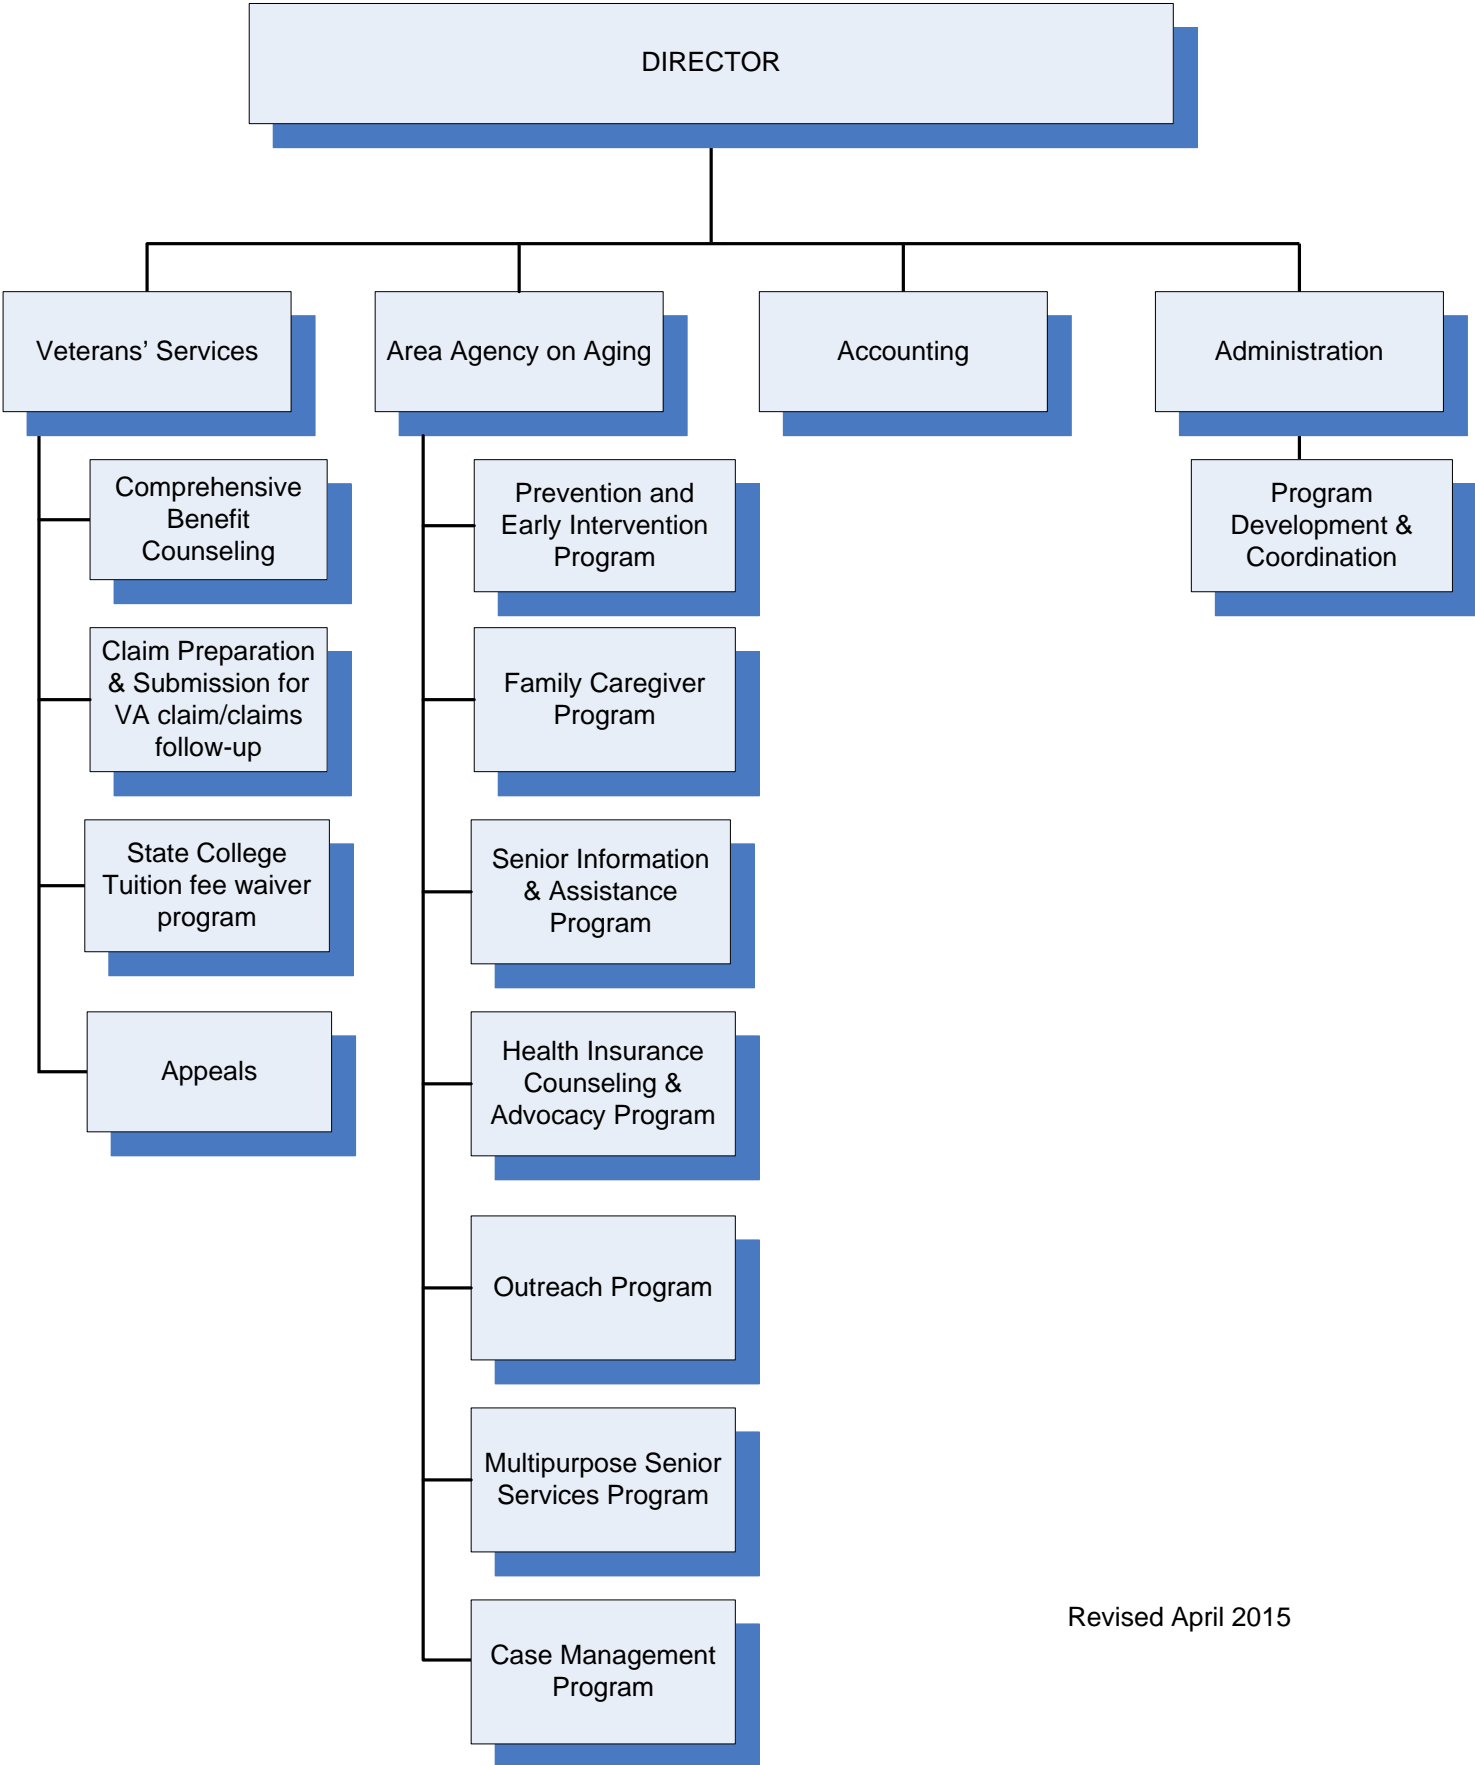 DIRECTOR
Veterans’ Services
Area Agency on Aging
Accounting
Administration
Comprehensive
Benefit
Counseling
Claim Preparation
& Submission for
VA claim/claims
follow-up
State College
Tuition fee waiver
program
Appeals
Prevention and
Early Intervention
Program
Family Caregiver
Program
Senior Information
& Assistance
Program
Health Insurance
Counseling &
Advocacy Program
Outreach Program
Multipurpose Senior
Services Program
Case Management
Program
Program
Development &
Coordination
Revised April 2015